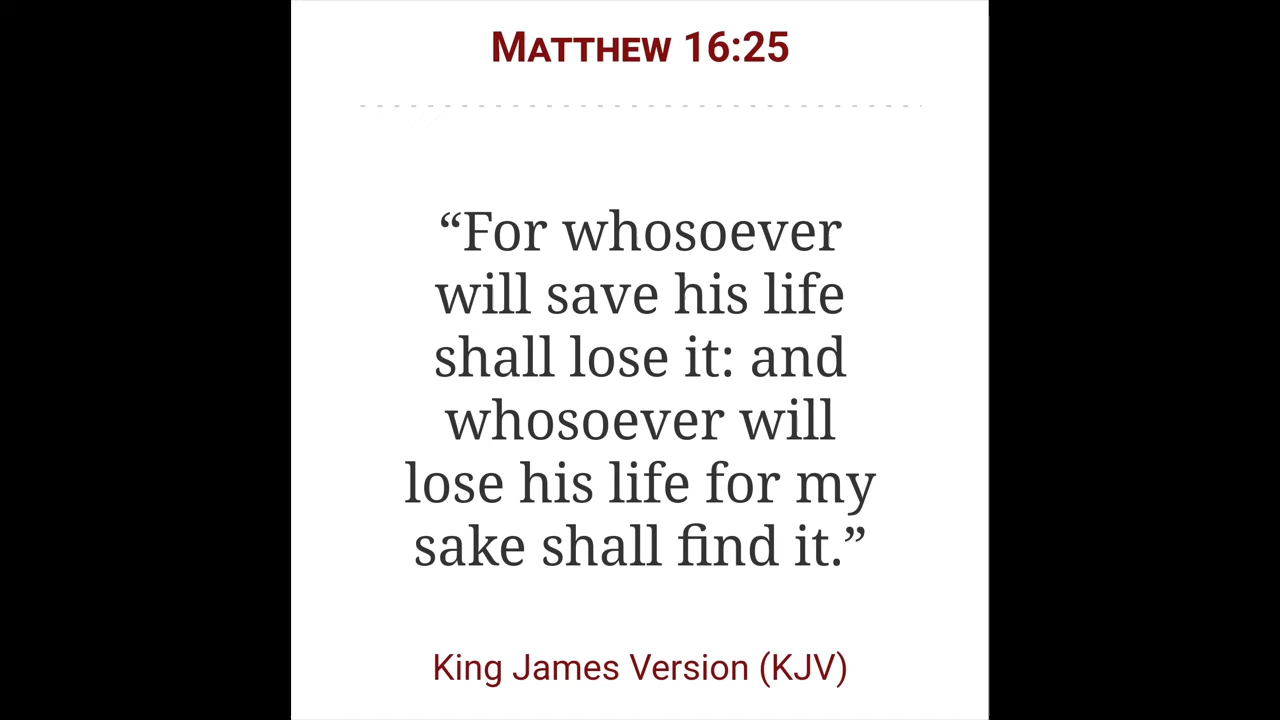 MATTHEW 16:25
“For whosoever
will save his life
shall lose it: and
whosoever will
lose his life for my
sake shall find it.”
King James Version (KJV)